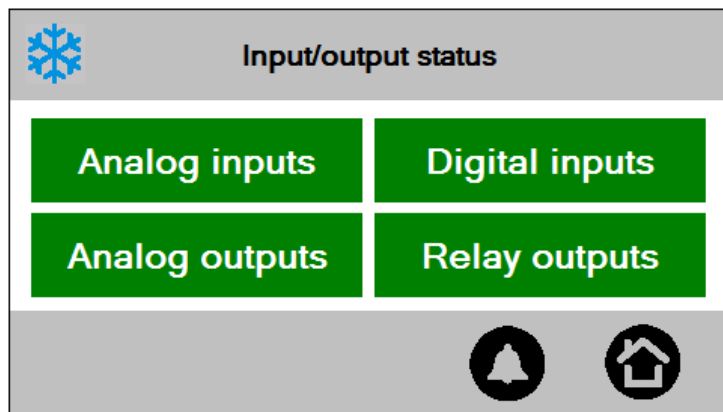 Input/output status
Analog inputs
Digital inputs
Analog outputs
Relay outputs